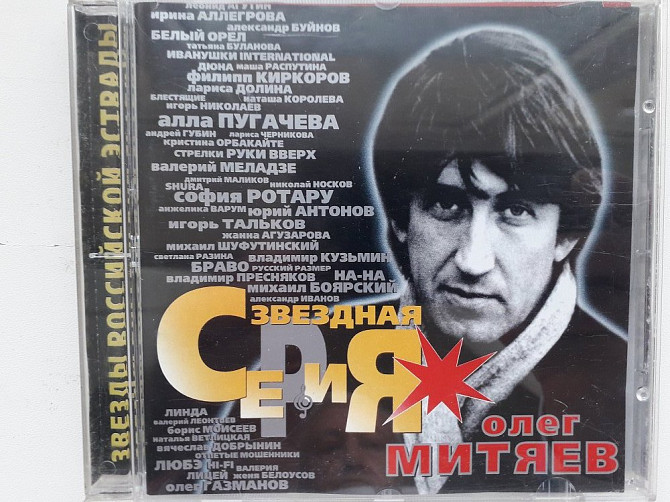 ЗВЕЗДЫ РОССИЙСКОЙ ЭСТРАДЫ
леонид АГУТИН
ирина АЛЛЕГРОВА
александр БУЙНОВ
БЕЛЫЙ ОРЕЛ
татьяна БУЛАНОВА
ИВАНУШКИ INTERNATIONAL
ДЮНА маша РАСПУТИНА
филипп КИРКОРОВ
лариса ДОЛИНА
БЛЕСТЯЩИЕ наташа КОРОЛЕВА
игорь НИКОЛАЕВ
алла ПУГАЧЕВА
андрей ГУБИН лариса ЧЕРНИКОВА
кристина ОРБАКАЙТЕ
СТРЕЛКИ РУКИ ВВЕРХ
валерий МЕЛАДЗЕ
дмитрий МАЛИКОВ
SHURA николай НОСКОВ
софия РОТАРУ
анжелика ВАРУМ юрий АНТОНОВ
игорь ТАЛЬКОВ
жанна АГУЗАРОВА
михаил ШУФУТИНСКИЙ
светлана РАЗИНА владимир КУЗЬМИН
БРАВО РУССКИЙ РАЗМЕР
владимир ПРЕСНЯКОВ НА-НА
михаил БОЯРСКИЙ
александр ИВАНОВ
ЗВЕЗДНАЯ
СЕРИЯ
ЛИНДА
валерий ЛЕОНТЬЕВ
борис МОИСЕЕВ
наталья ВЕТЛИЦКАЯ
вячеслав ДОБРЫНИН
ОТПЕТЫЕ МОШЕННИКИ
ЛЮБЭ HI-FI ВАЛЕРИЯ
ЛИЦЕЙ женя БЕЛОУСОВ
олег ГАЗМАНОВ
олег
МИТЯЕВ